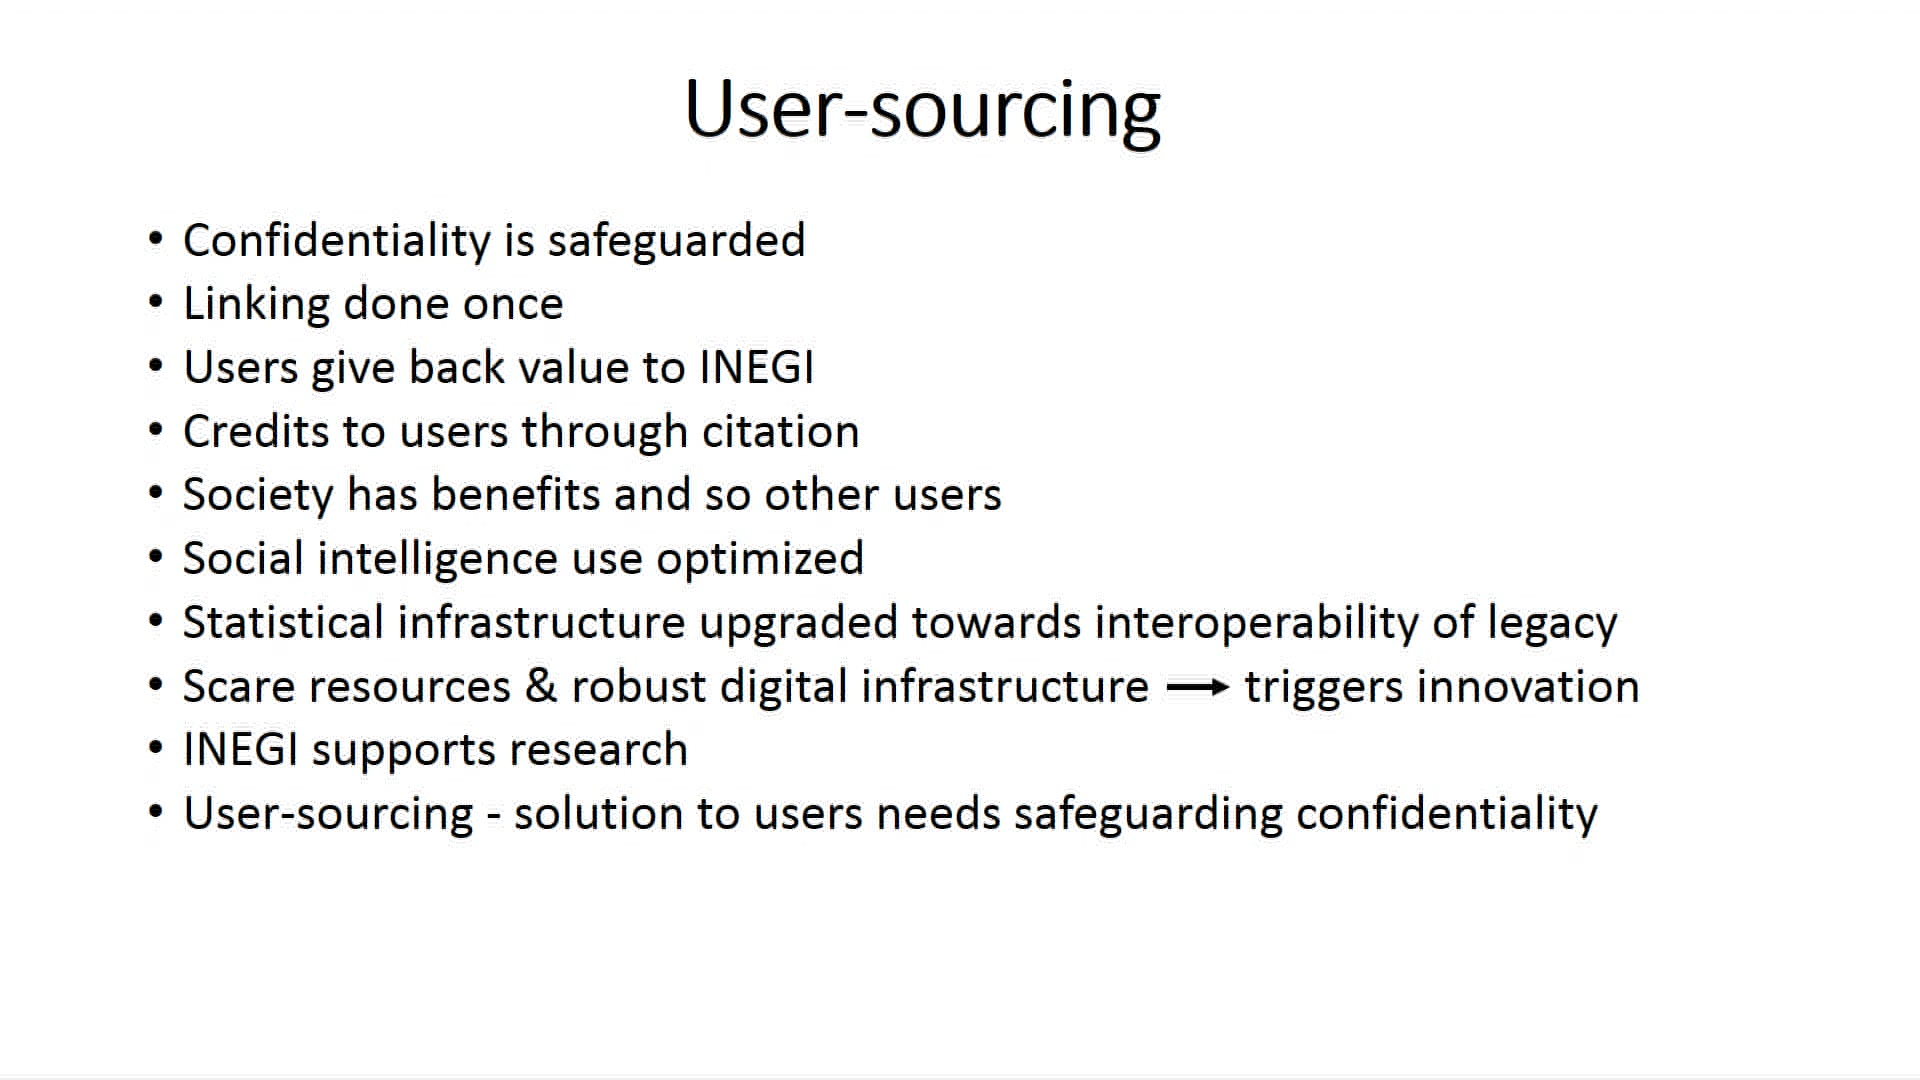 User-sourcing
• Confidentiality is safeguarded
• Linking done once
• Users give back value to INEGI
• Credits to users through citation
• Society has benefits and so other users
• Social intelligence use optimized
• Statistical infrastructure upgraded towards interoperability of legacy
• Scare resources & robust digital infrastructure → triggers innovation
• INEGI supports research
• User-sourcing - solution to users needs safeguarding confidentiality